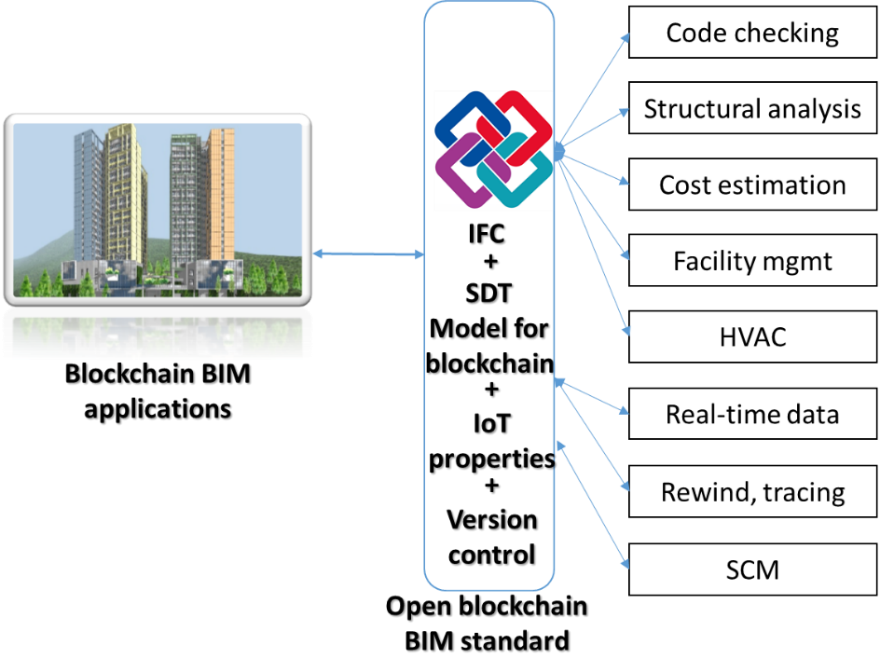 Blockchain BIM
applications
IFC
+
SDT
Model for
blockchain
+
IoT
properties
+
Version
control
Open blockchain
BIM standard
Code checking
Structural analysis
Cost estimation
Facility mgmt
HVAC
Real-time data
Rewind, tracing
SCM